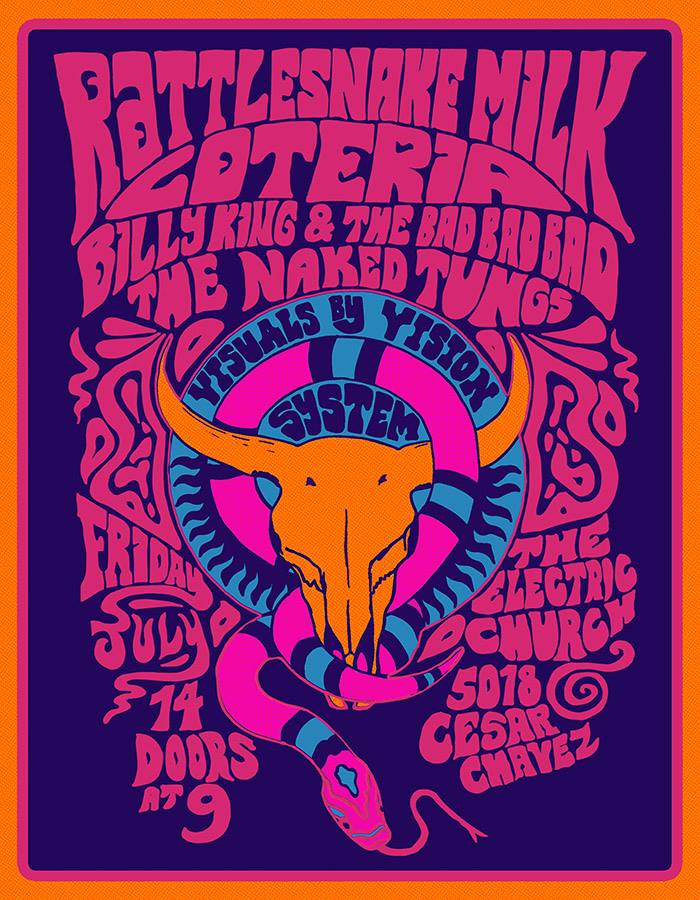 RaTTLESNAKE MiLK
LOTERIA
BiLLY KiNG & THE BAD BAD BAD
THE NAKED TUNGS
VISUALS BY VISION
SYSTEM
FRIDAY
JULY
14
DOORS
AT 9
THE
ELECTRIC
CHURCH
5018
CESAR
CHAVEZ